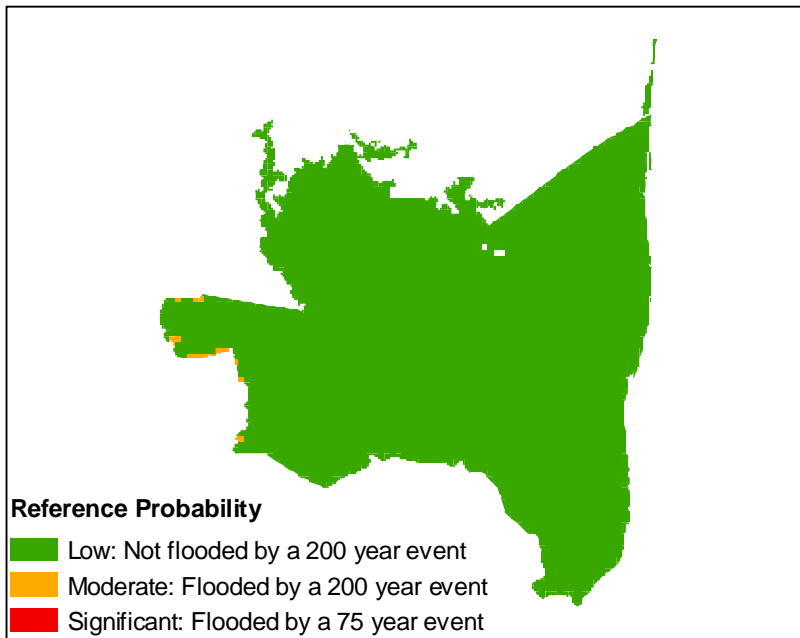 Reference Probability
Low: Not flooded by a 200 year event
Moderate: Flooded by a 200 year event
Significant: Flooded by a 75 year event